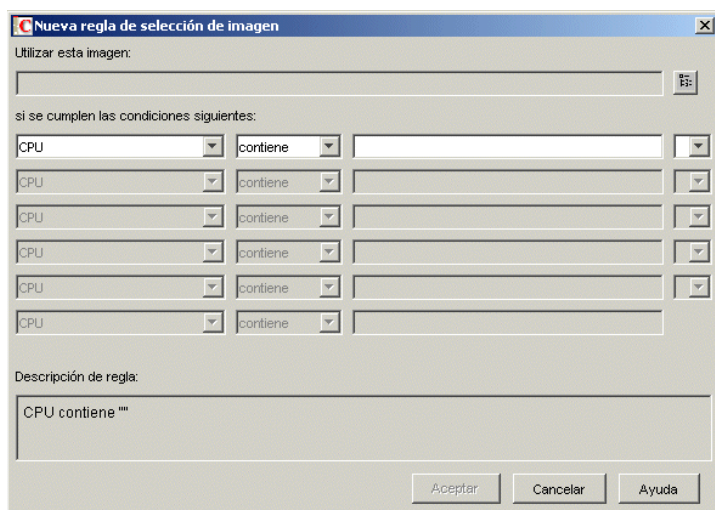 Nueva regla de selección de imagen
Utilizar esta imagen:
si se cumplen las condiciones siguientes:
CPU contiene
CPU contiene
CPU contiene
CPU contiene
CPU contiene
CPU contiene
Descripción de regla:
CPU contiene ""
Aceptar Cancelar Ayuda